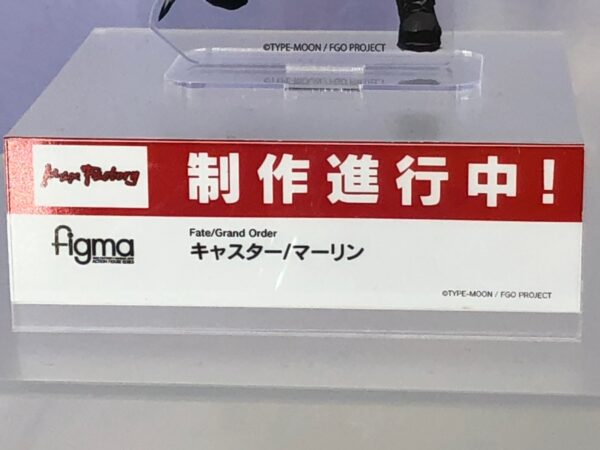 ©TYPE-MOON / FGO PROJECT
Max Factory
制作進行中!
figma
Fate/Grand Order
キャスター/マーリン
©TYPE-MOON / FGO PROJECT